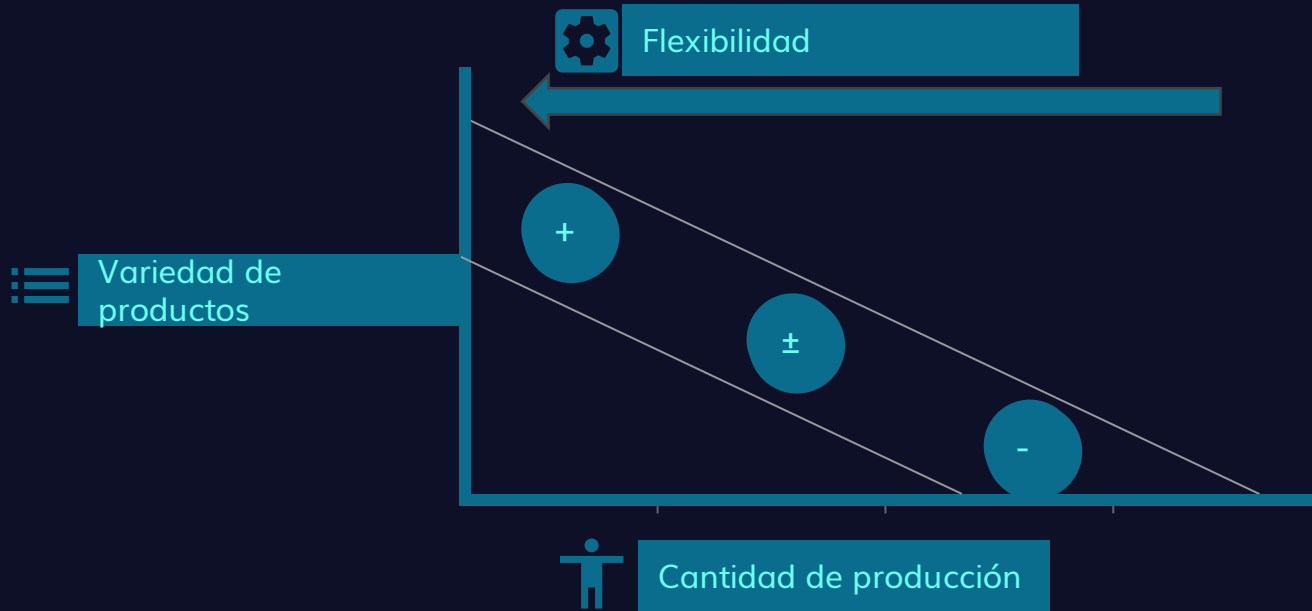 Flexibilidad
+
Variedad de
productos
±
-
Cantidad de producción